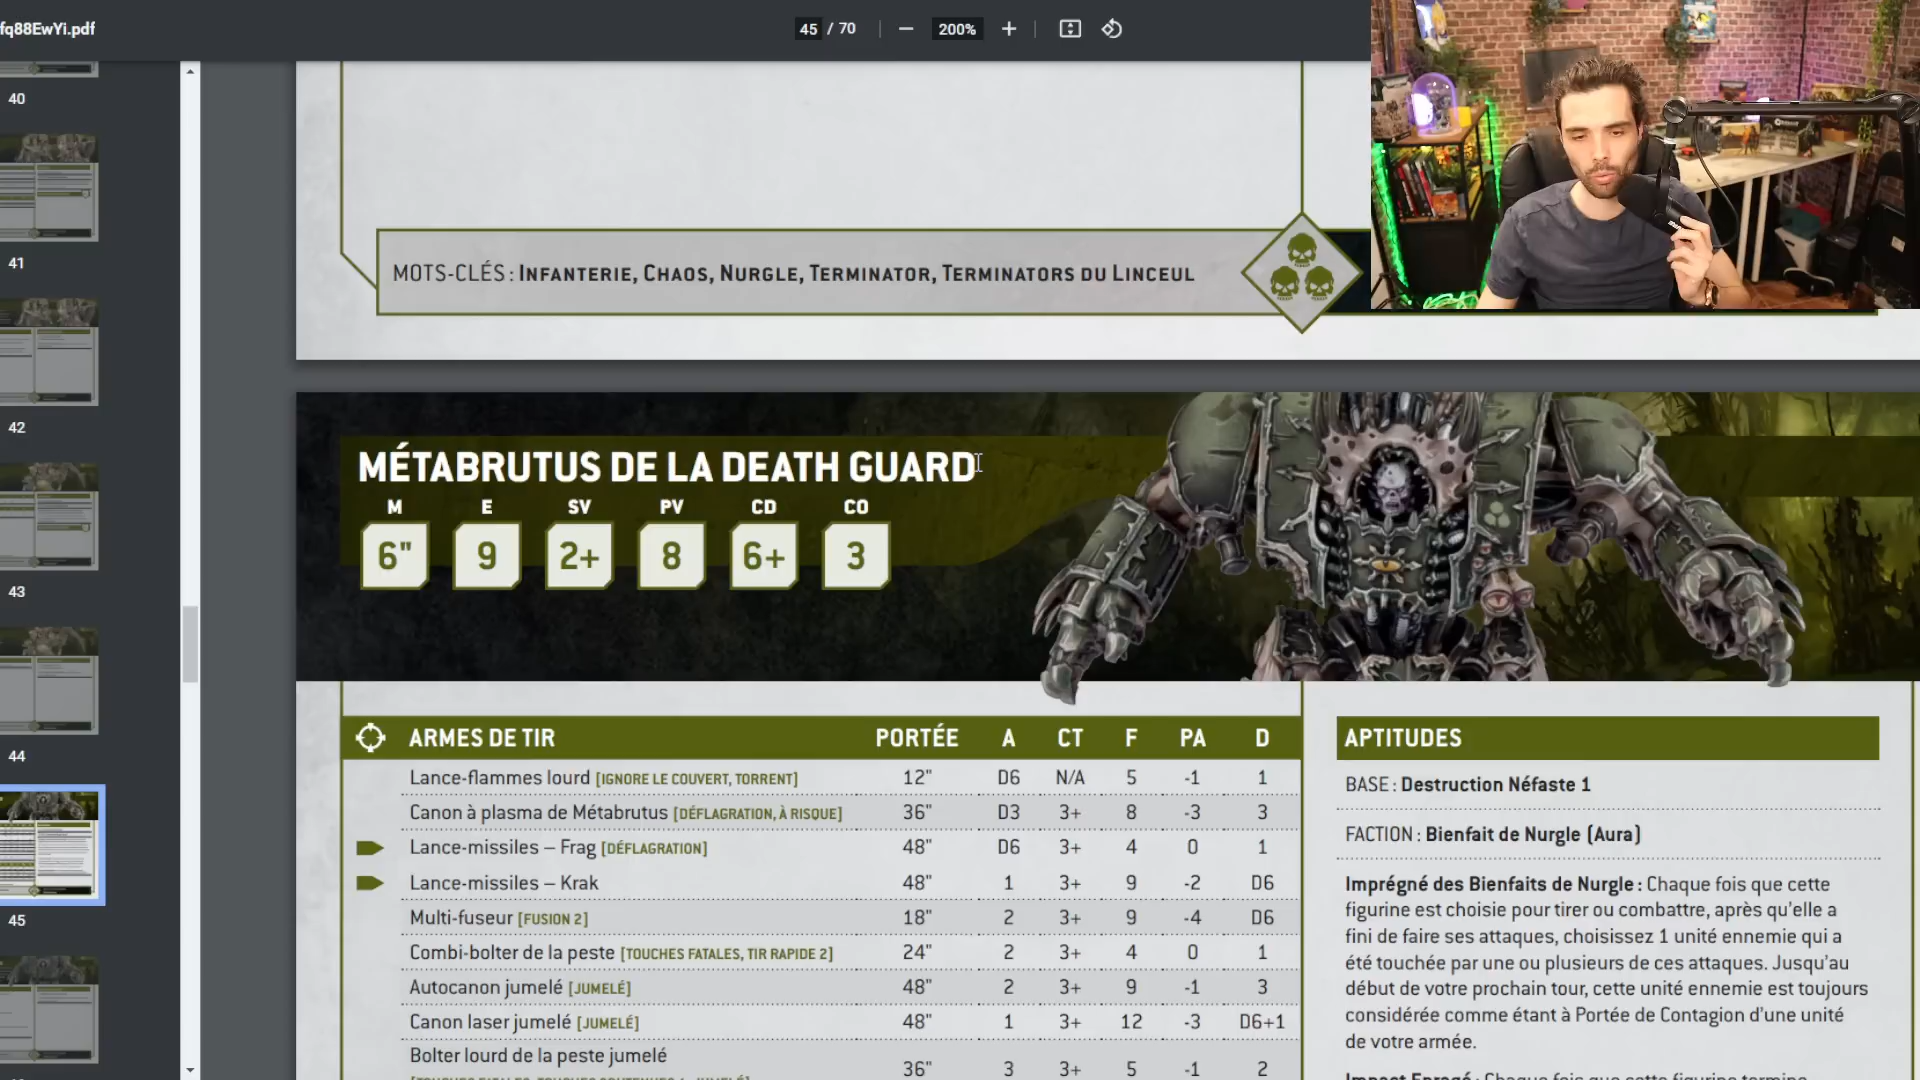 fq88EwYi.pdf
45 / 70
200%
40
41
42
43
44
45
MOTS-CLÉS : INFANTERIE, CHAOS, NURGLE, TERMINATOR, TERMINATORS DU LINCEUL
MÉTABRUTUS DE LA DEATH GUARD
M E SV PV CD CO
6" 9 2+ 8 6+ 3
ARMES DE TIR PORTÉE A CT F PA D
Lance-flammes lourd [IGNORE LE COUVERT, TORRENT] 12" D6 N/A 5 -1 1
Canon à plasma de Métabrutus [DÉFLAGRATION, À RISQUE] 36" D3 3+ 8 -3 3
Lance-missiles – Frag [DÉFLAGRATION] 48" D6 3+ 4 0 1
Lance-missiles – Krak 48" 1 3+ 9 -2 D6
Multi-fuseur [FUSION 2] 18" 2 3+ 9 -4 D6
Combi-bolter de la peste [TOUCHES FATALES, TIR RAPIDE 2] 24" 2 3+ 4 0 1
Autocanon jumelé [JUMELÉ] 48" 2 3+ 9 -1 3
Canon laser jumelé [JUMELÉ] 48" 1 3+ 12 -3 D6+1
Bolter lourd de la peste jumelé 36" 3 3+ 5 -1 2
APTITUDES
BASE : Destruction Néfaste 1
FACTION : Bienfait de Nurgle (Aura)
Imprégné des Bienfaits de Nurgle : Chaque fois que cette
figurine est choisie pour tirer ou combattre, après qu'elle a
fini de faire ses attaques, choisissez 1 unité ennemie qui a
été touchée par une ou plusieurs de ces attaques. Jusqu'au
début de votre prochain tour, cette unité ennemie est toujours
considérée comme étant à Portée de Contagion d'une unité
de votre armée.